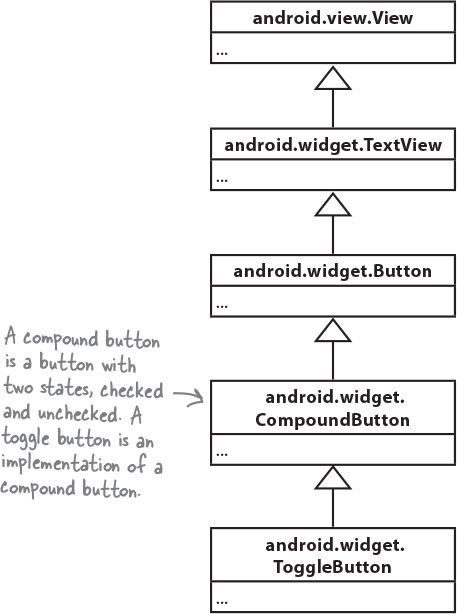 android.view.View
...
android.widget.TextView
...
android.widget.Button
...
A compound button
is a button with
two states, checked
and unchecked. A
toggle button is an
implementation of a
compound button.
android.widget.
CompoundButton
...
android.widget.
ToggleButton
...